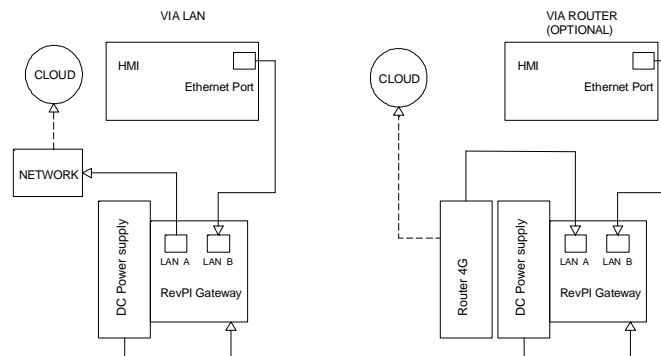 VIA LAN
CLOUD
HMI
Ethernet Port
NETWORK
DC Power supply
LAN A
LAN B
RevPI Gateway
VIA ROUTER
(OPTIONAL)
CLOUD
HMI
Ethernet Port
Router 4G
DC Power supply
LAN A
LAN B
RevPI Gateway